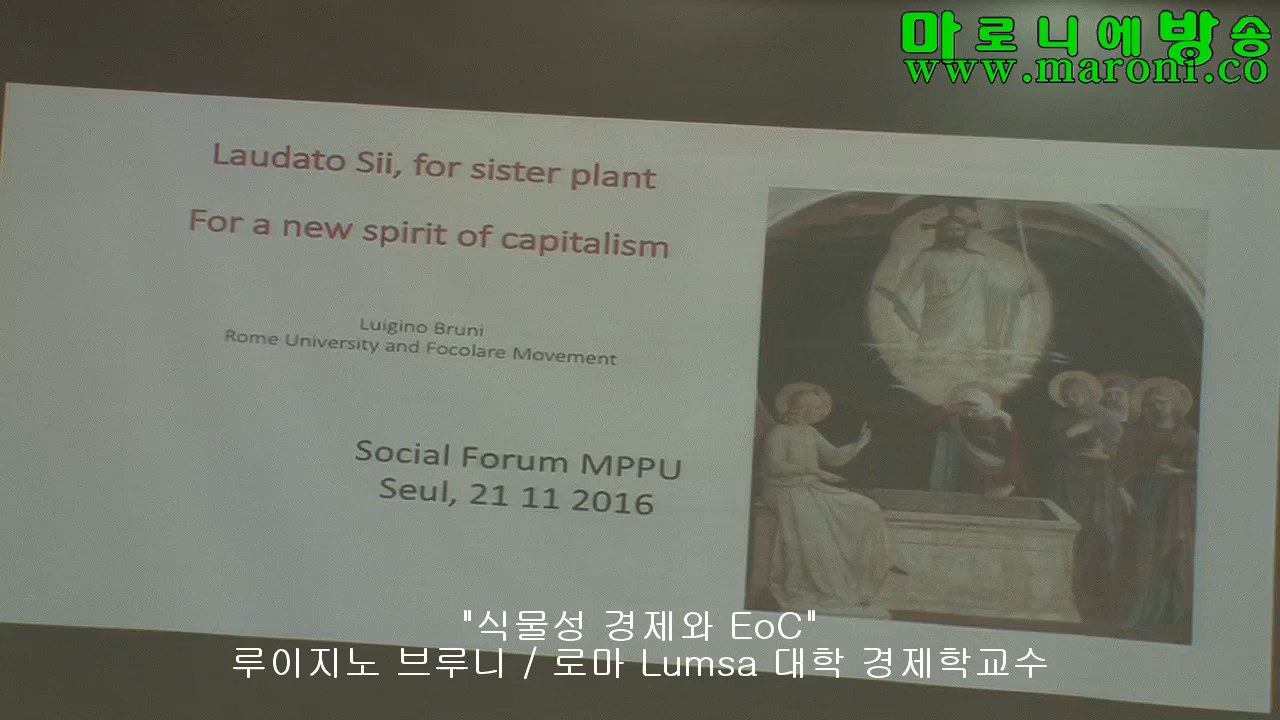 마로니에방송
www.maroni.co
Laudato Sii, for sister plant
For a new spirit of capitalism
Luigino Bruni
Rome University and Focolare Movement
Social Forum MPPU
Seul, 21 11 2016
"식물성 경제와 EoC"
루이지노 브루니 / 로마 Lumsa 대학 경제학교수